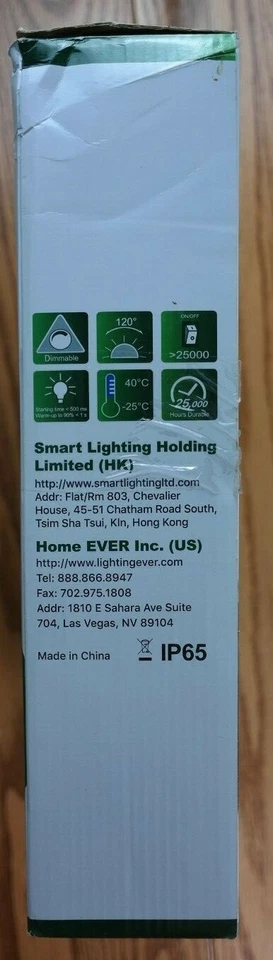 Dimmable
120°
ON/OFF
>25000
Starting time < 500 ms
Warm-up to 60% < 1 s
40°C
-25°C
25,000
Hours Durable
Smart Lighting Holding
Limited (HK)
http://www.smartlightingltd.com
Addr: Flat/Rm 803, Chevalier
House, 45-51 Chatham Road South,
Tsim Sha Tsui, Kln, Hong Kong
Home EVER Inc. (US)
http://www.lightingever.com
Tel: 888.866.8947
Fax: 702.975.1808
Addr: 1810 E Sahara Ave Suite
704, Las Vegas, NV 89104
Made in China
IP65